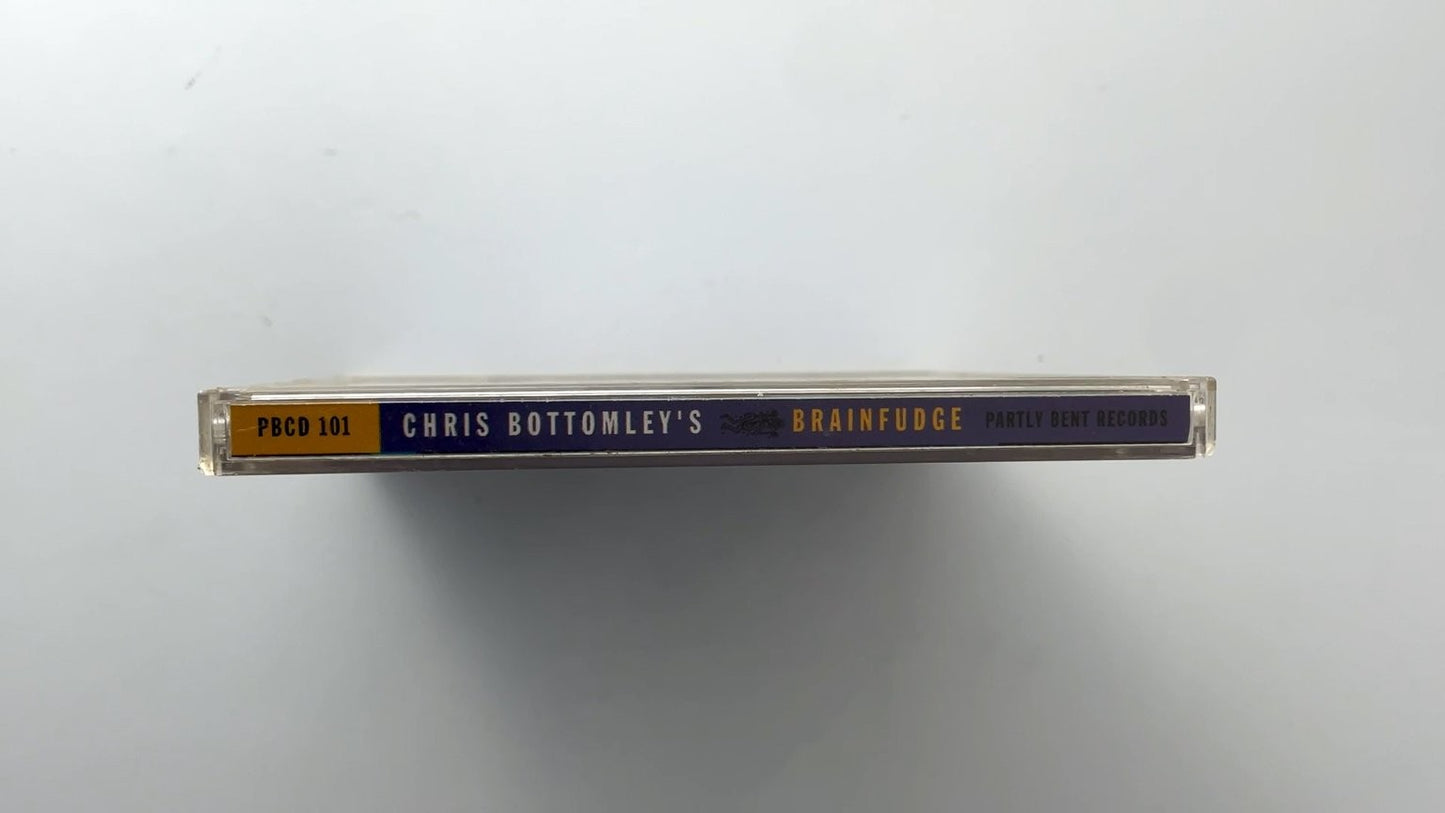 PBCD 101 CHRIS BOTTOMLEY'S BRAINFUDGE PARTLY BENT RECORDS